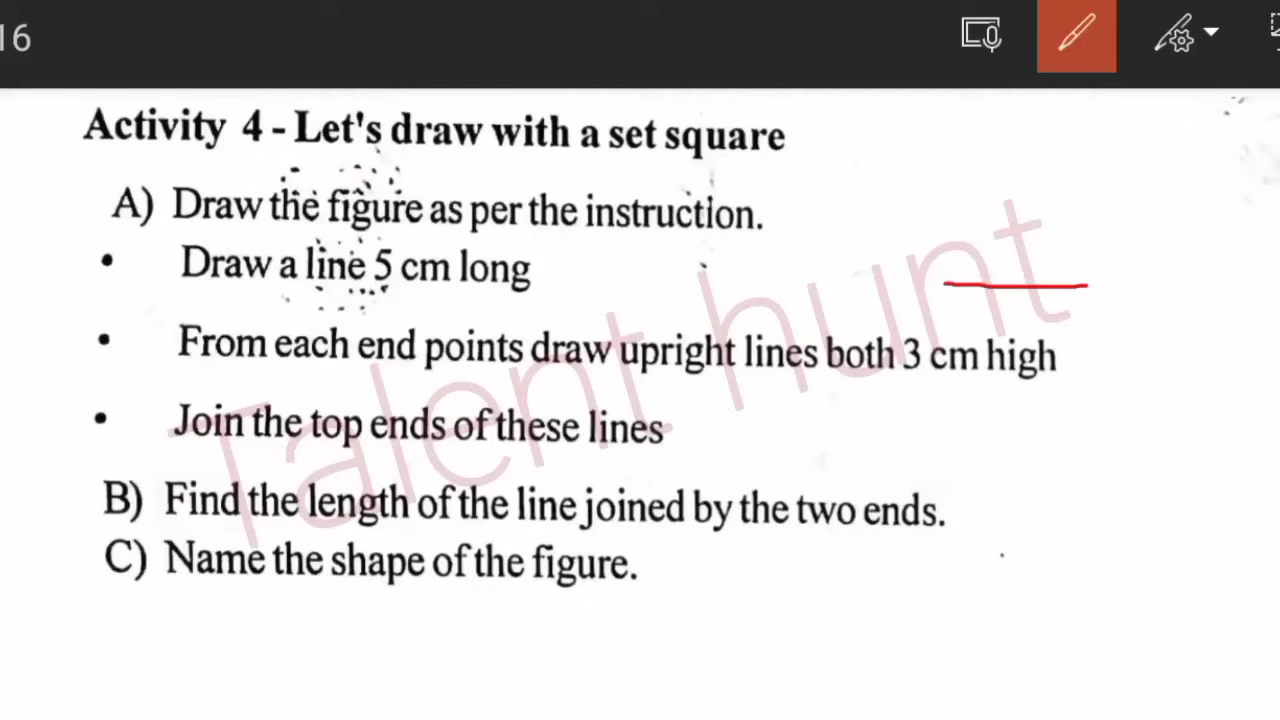 16
Activity 4 - Let's draw with a set square
A) Draw the figure as per the instruction.
• Draw a line 5 cm long
• From each end points draw upright lines both 3 cm high
• Join the top ends of these lines
B) Find the length of the line joined by the two ends.
C) Name the shape of the figure.
Talent hunt